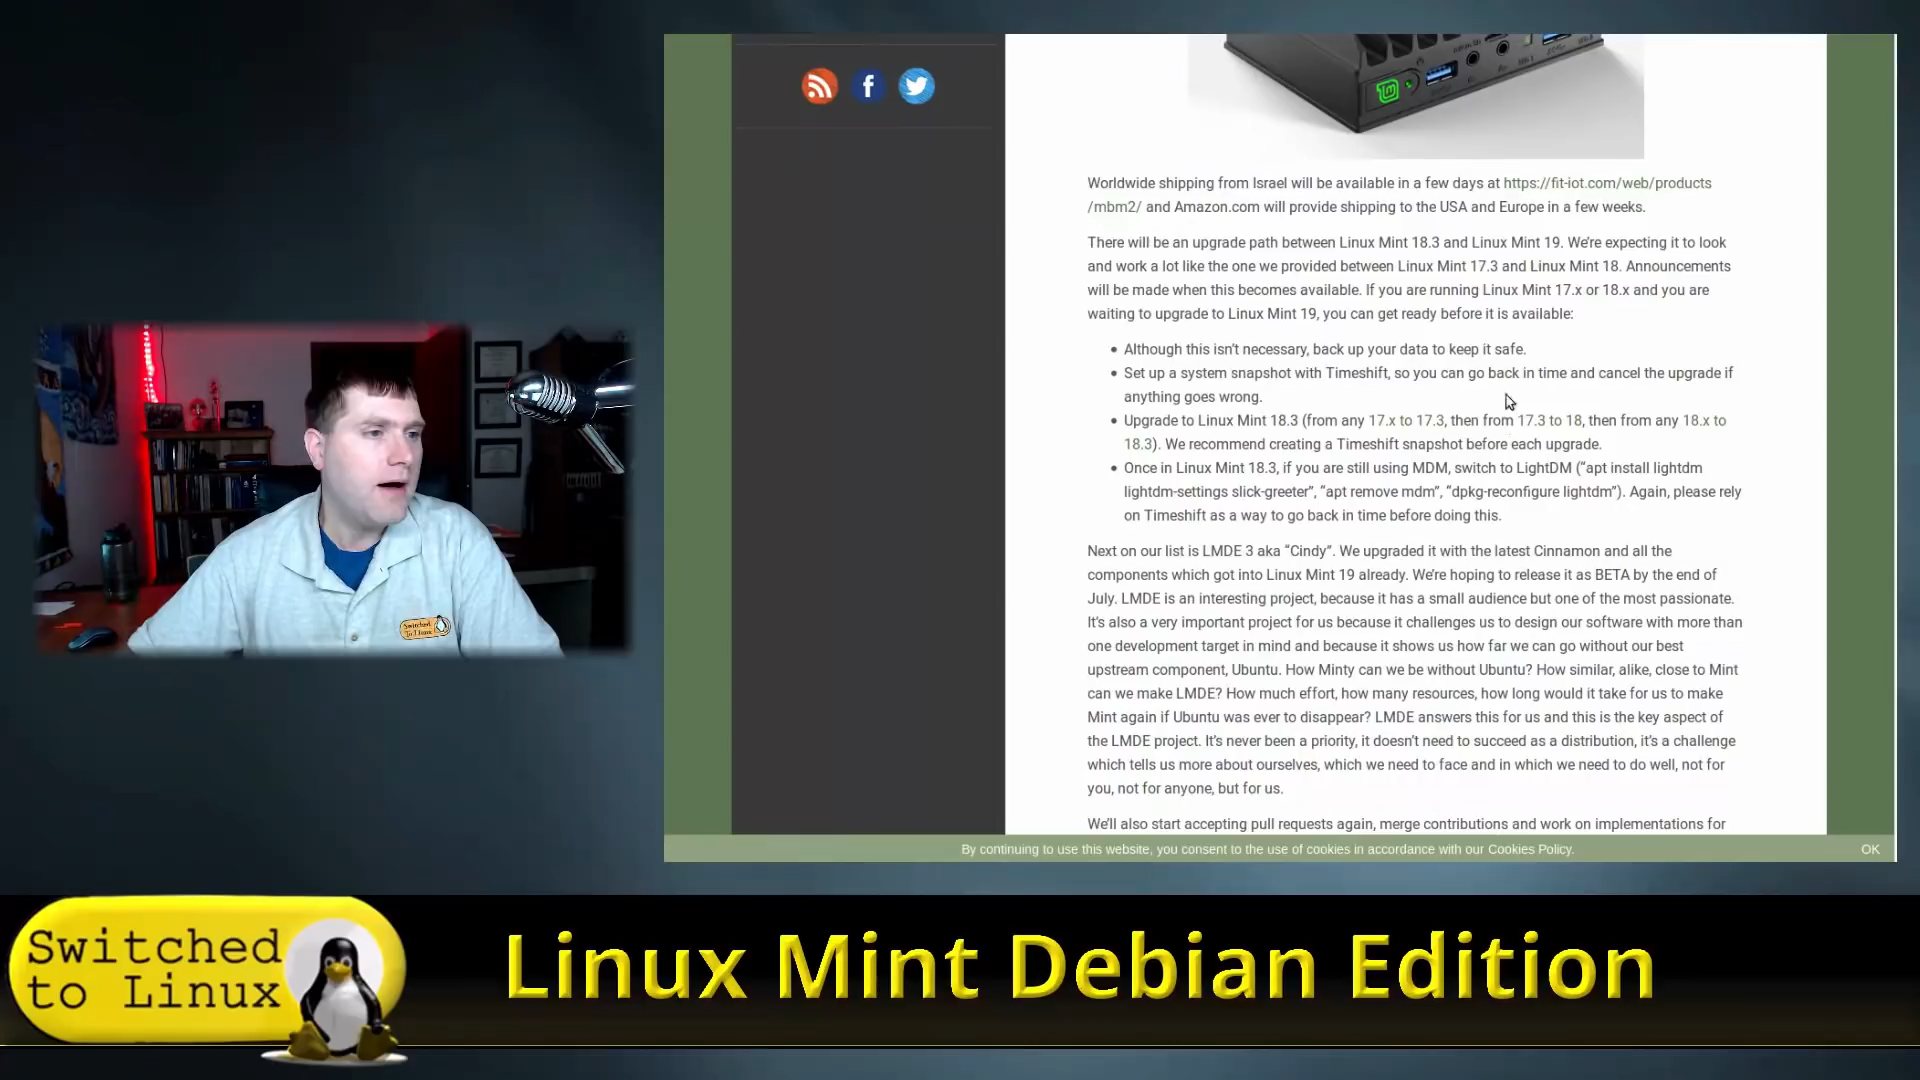 Worldwide shipping from Israel will be available in a few days at https://fit-iot.com/web/products
/mbm2/ and Amazon.com will provide shipping to the USA and Europe in a few weeks.
There will be an upgrade path between Linux Mint 18.3 and Linux Mint 19. We're expecting it to look
and work a lot like the one we provided between Linux Mint 17.3 and Linux Mint 18. Announcements
will be made when this becomes available. If you are running Linux Mint 17.x or 18.x and you are
waiting to upgrade to Linux Mint 19, you can get ready before it is available:
• Although this isn't necessary, back up your data to keep it safe.
• Set up a system snapshot with Timeshift, so you can go back in time and cancel the upgrade if
anything goes wrong.
• Upgrade to Linux Mint 18.3 (from any 17.x to 17.3, then from 17.3 to 18, then from any 18.x to
18.3). We recommend creating a Timeshift snapshot before each upgrade.
• Once in Linux Mint 18.3, if you are still using MDM, switch to LightDM (“apt install lightdm
lightdm-settings slick-greeter”, “apt remove mdm”, “dpkg-reconfigure lightdm”). Again, please rely
on Timeshift as a way to go back in time before doing this.
Next on our list is LMDE 3 aka “Cindy”. We upgraded it with the latest Cinnamon and all the
components which got into Linux Mint 19 already. We're hoping to release it as BETA by the end of
July. LMDE is an interesting project, because it has a small audience but one of the most passionate.
It's also a very important project for us because it challenges us to design our software with more than
one development target in mind and because it shows us how far we can go without our best
upstream component, Ubuntu. How Minty can we be without Ubuntu? How similar, alike, close to Mint
can we make LMDE? How much effort, how many resources, how long would it take for us to make
Mint again if Ubuntu was ever to disappear? LMDE answers this for us and this is the key aspect of
the LMDE project. It's never been a priority, it doesn't need to succeed as a distribution, it's a challenge
which tells us more about ourselves, which we need to face and in which we need to do well, not for
you, not for anyone, but for us.
We'll also start accepting pull requests again, merge contributions and work on implementations for
By continuing to use this website, you consent to the use of cookies in accordance with our Cookies Policy.
OK
Switched
To Linux
Switched
to Linux
Linux Mint Debian Edition